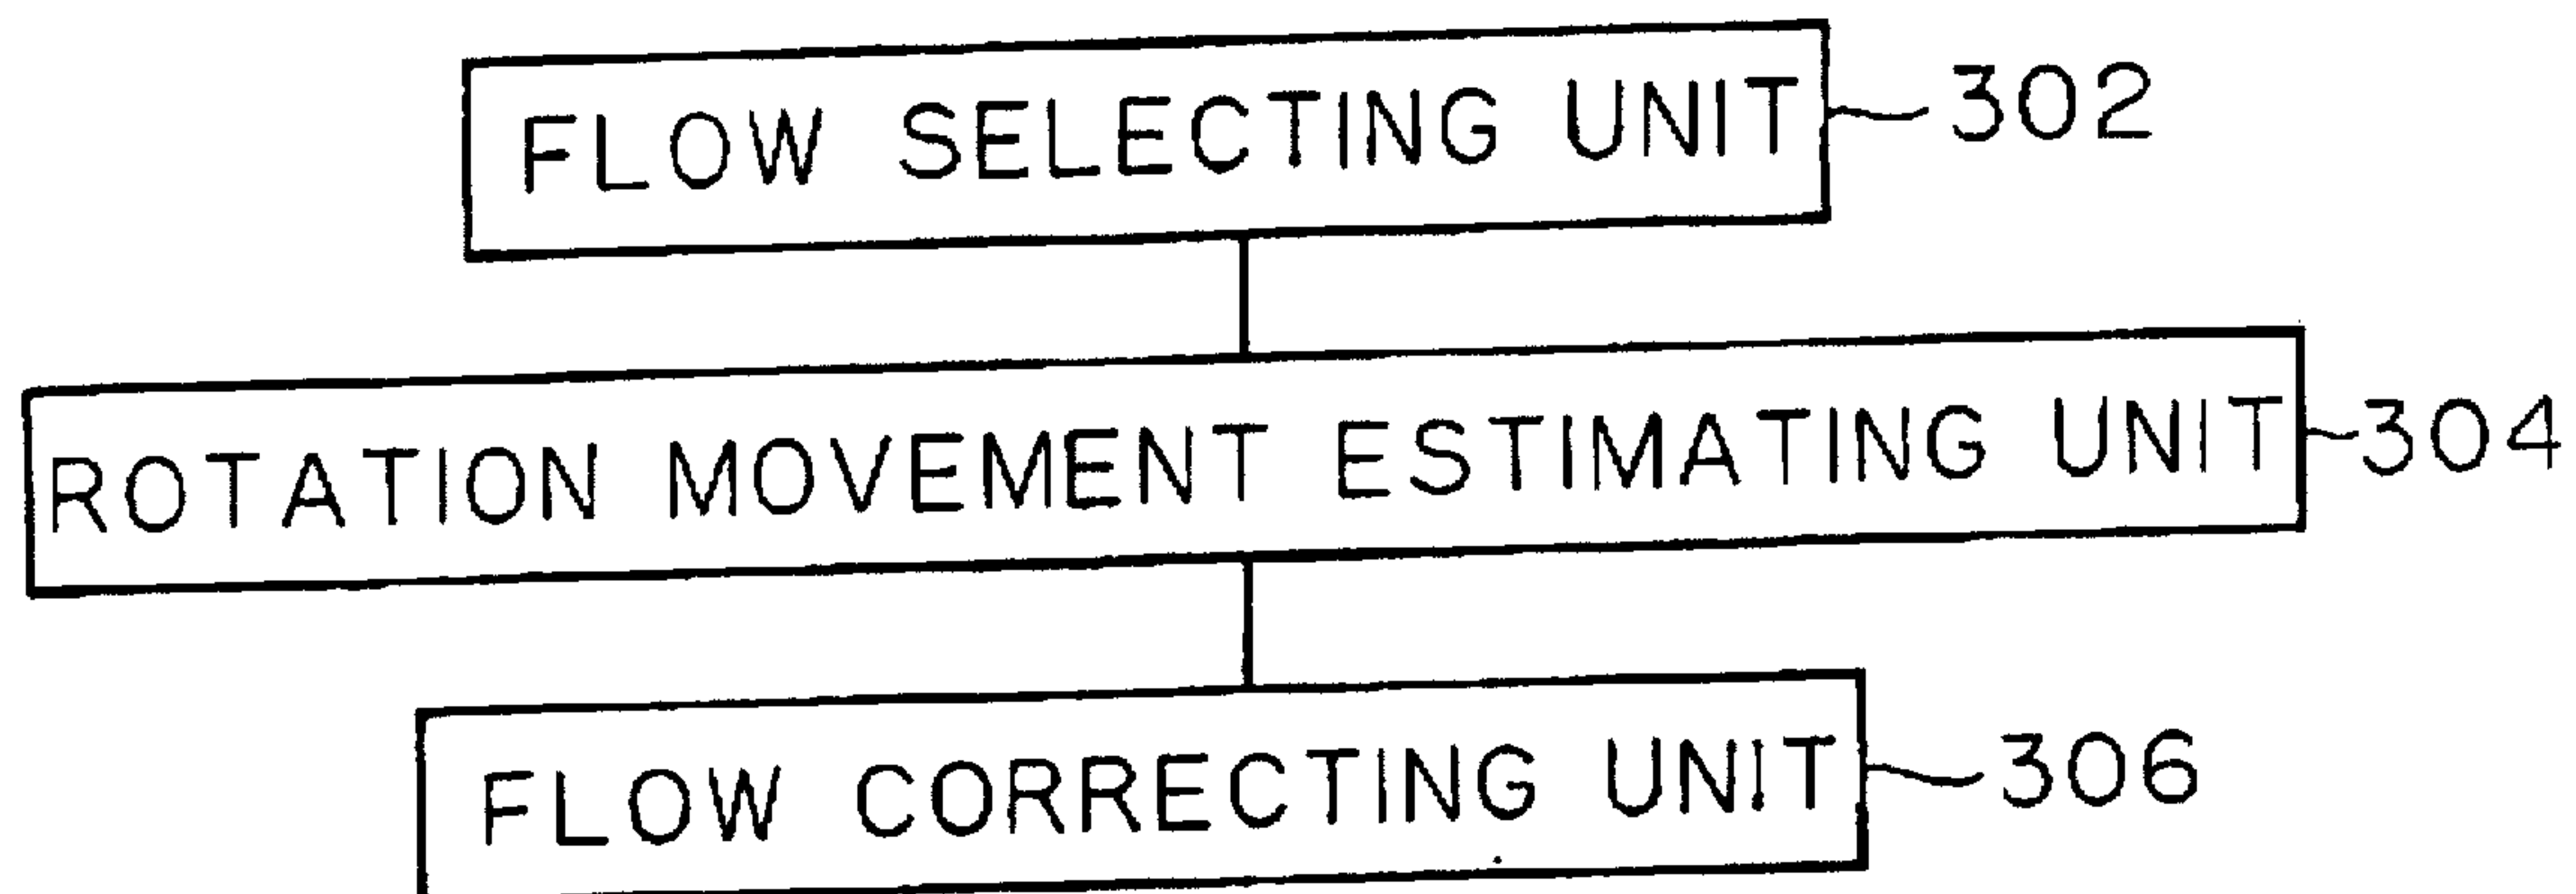 FLOW SELECTING UNIT 302
ROTATION MOVEMENT ESTIMATING UNIT 304
FLOW CORRECTING UNIT 306